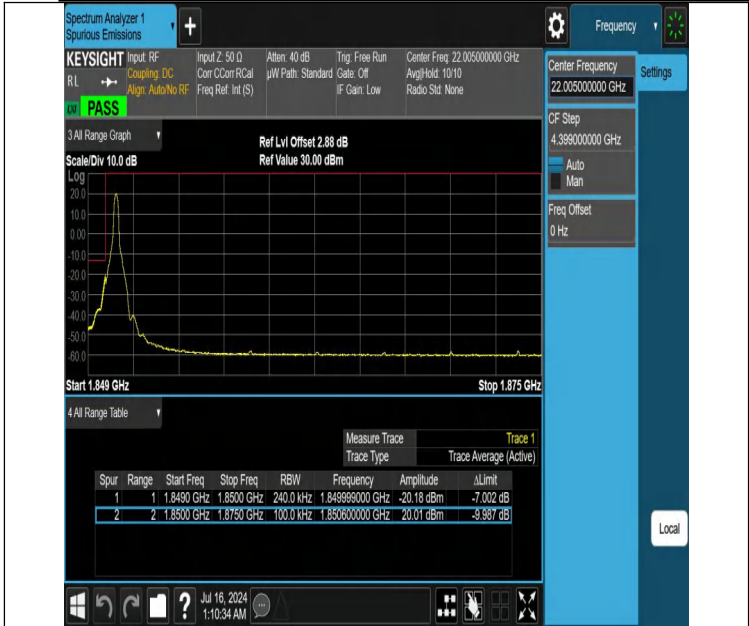 Spectrum Analyzer 1
Spurious Emissions
Frequency
KEYSIGHT
RL
Input: RF
Coupling: DC
Align: Auto/No RF
Input Z: 50 Ω
Corr CCorr RCal
Freq Ref: Int (S)
Atten: 40 dB
µW Path: Standard
Trig: Free Run
Gate: Off
IF Gain: Low
Center Freq: 22.005000000 GHz
Avg|Hold: 10/10
Radio Std: None
PASS
3 All Range Graph
Scale/Div 10.0 dB
Ref Lvl Offset 2.88 dB
Ref Value 30.00 dBm
Log
20.0
10.0
0.00
-10.0
-20.0
-30.0
-40.0
-50.0
-60.0
Start 1.849 GHz
Stop 1.875 GHz
4 All Range Table
Measure Trace Trace 1
Trace Type Trace Average (Active)
Spur Range Start Freq Stop Freq RBW Frequency Amplitude ΔLimit
1 1 1.8490 GHz 1.8500 GHz 240.0 kHz 1.849999000 GHz -20.18 dBm -7.002 dB
2 2 1.8500 GHz 1.8750 GHz 100.0 kHz 1.850600000 GHz 20.01 dBm -9.987 dB
Jul 16, 2024
1:10:34 AM
Center Frequency
22.005000000 GHz
Settings
CF Step
4.399000000 GHz
Auto
Man
Freq Offset
0 Hz
Local